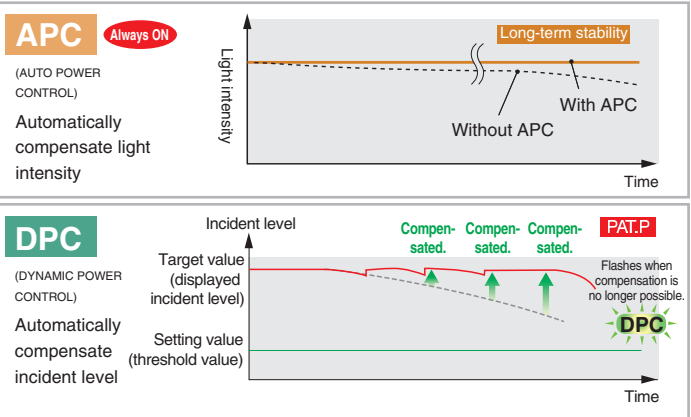 APC
Always ON
(AUTO POWER
CONTROL)
Automatically
compensate light
intensity
Light intensity
Long-term stability
With APC
Without APC
Time
DPC
(DYNAMIC POWER
CONTROL)
Automatically
compensate
incident level
Incident level
Target value
(displayed
incident level)
Setting value
(threshold value)
Compen-
sated.
Compen-
sated.
Compen-
sated.
PAT.P
Flashes when
compensation is
no longer possible.
DPC
Time